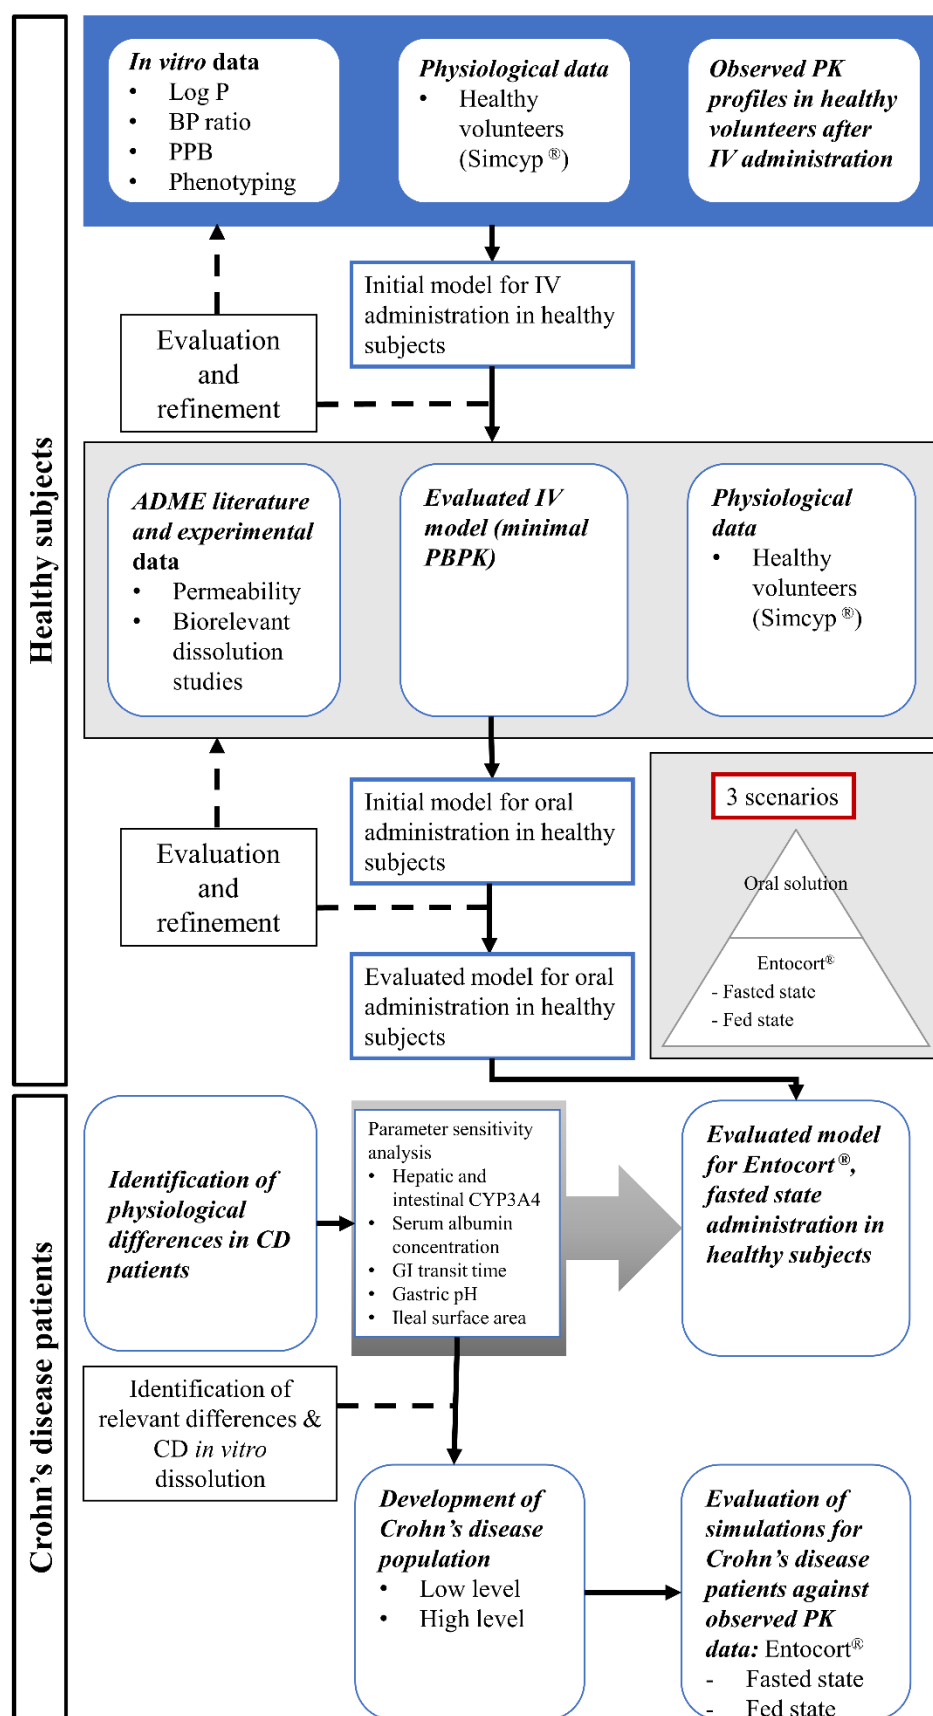 Healthy subjects
In vitro data
• Log P
• BP ratio
• PPB
• Phenotyping
Physiological data
• Healthy
volunteers
(Simcyp ®)
Observed PK
profiles in healthy
volunteers after
IV administration
Initial model for IV
administration in healthy
subjects
Evaluation
and
refinement
ADME literature
and experimental
data
• Permeability
• Biorelevant
dissolution
studies
Evaluated IV
model (minimal
PBPK)
Physiological
data
• Healthy
volunteers
(Simcyp ®)
Initial model for oral
administration in healthy
subjects
Evaluation
and
refinement
Evaluated model for oral
administration in healthy
subjects
3 scenarios
Oral solution
Entocort®
- Fasted state
- Fed state
Crohn's disease patients
Identification of
physiological
differences in CD
patients
Parameter sensitivity
analysis
• Hepatic and
intestinal CYP3A4
• Serum albumin
concentration
• GI transit time
• Gastric pH
• Ileal surface area
Evaluated model
for Entocort ®,
fasted state
administration in
healthy subjects
Identification of
relevant differences &
CD in vitro
dissolution
Development of
Crohn's disease
population
• Low level
• High level
Evaluation of
simulations for
Crohn's disease
patients against
observed PK
data: Entocort®
- Fasted state
- Fed state